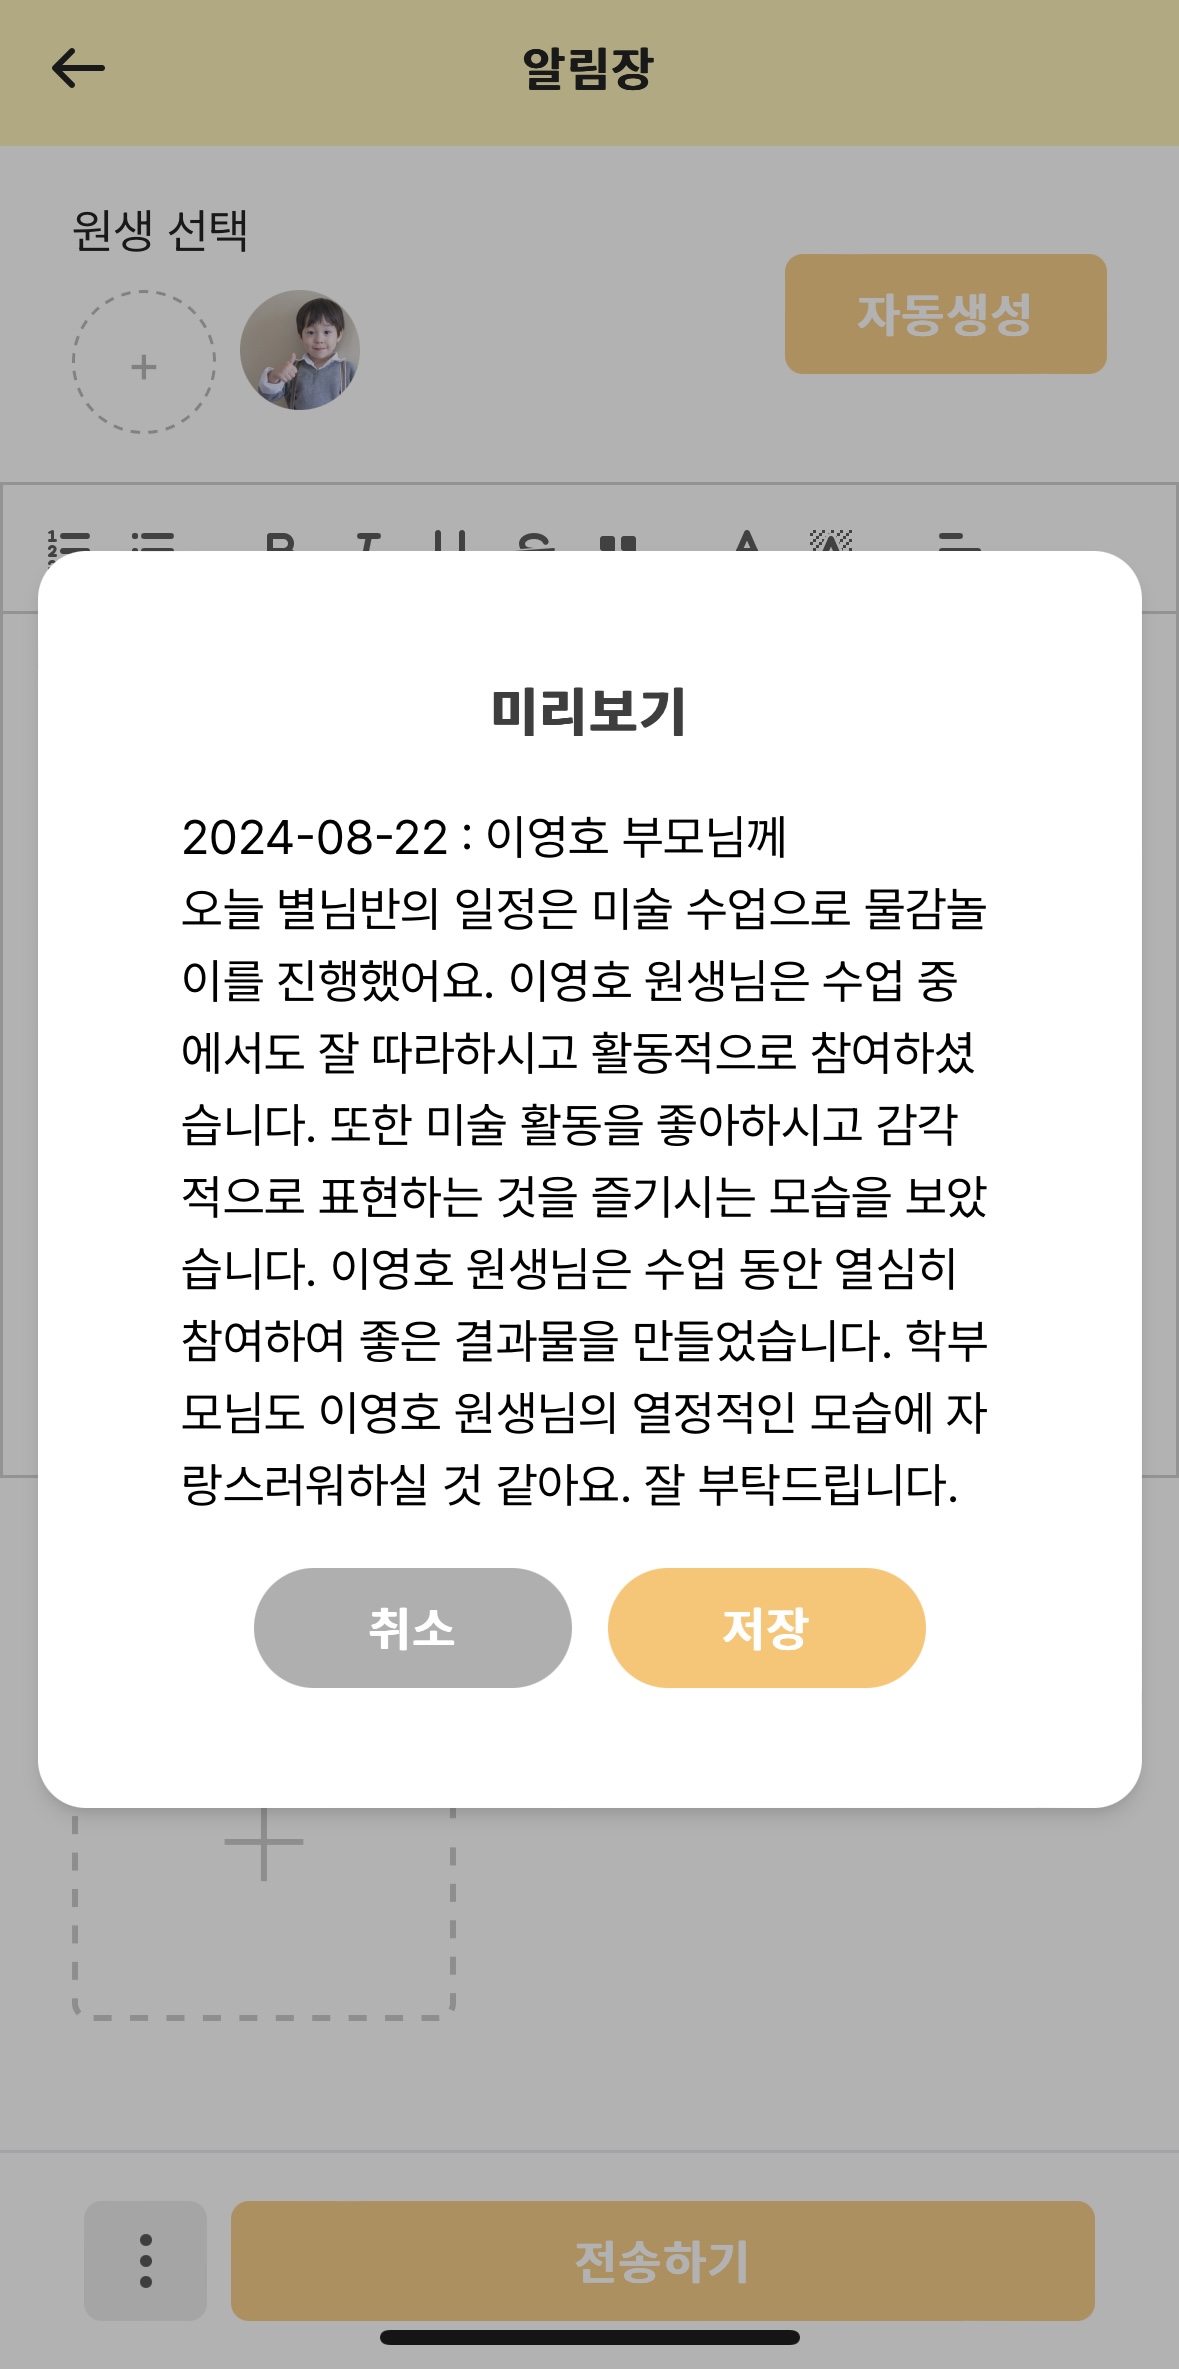 알림장
원생 선택
+
자동생성
미리보기
2024-08-22 : 이영호 부모님께
오늘 별님반의 일정은 미술 수업으로 물감놀
이를 진행했어요. 이영호 원생님은 수업 중
에서도 잘 따라하시고 활동적으로 참여하셨
습니다. 또한 미술 활동을 좋아하시고 감각
적으로 표현하는 것을 즐기시는 모습을 보았
습니다. 이영호 원생님은 수업 동안 열심히
참여하여 좋은 결과물을 만들었습니다. 학부
모님도 이영호 원생님의 열정적인 모습에 자
랑스러워하실 것 같아요. 잘 부탁드립니다.
취소 저장
전송하기